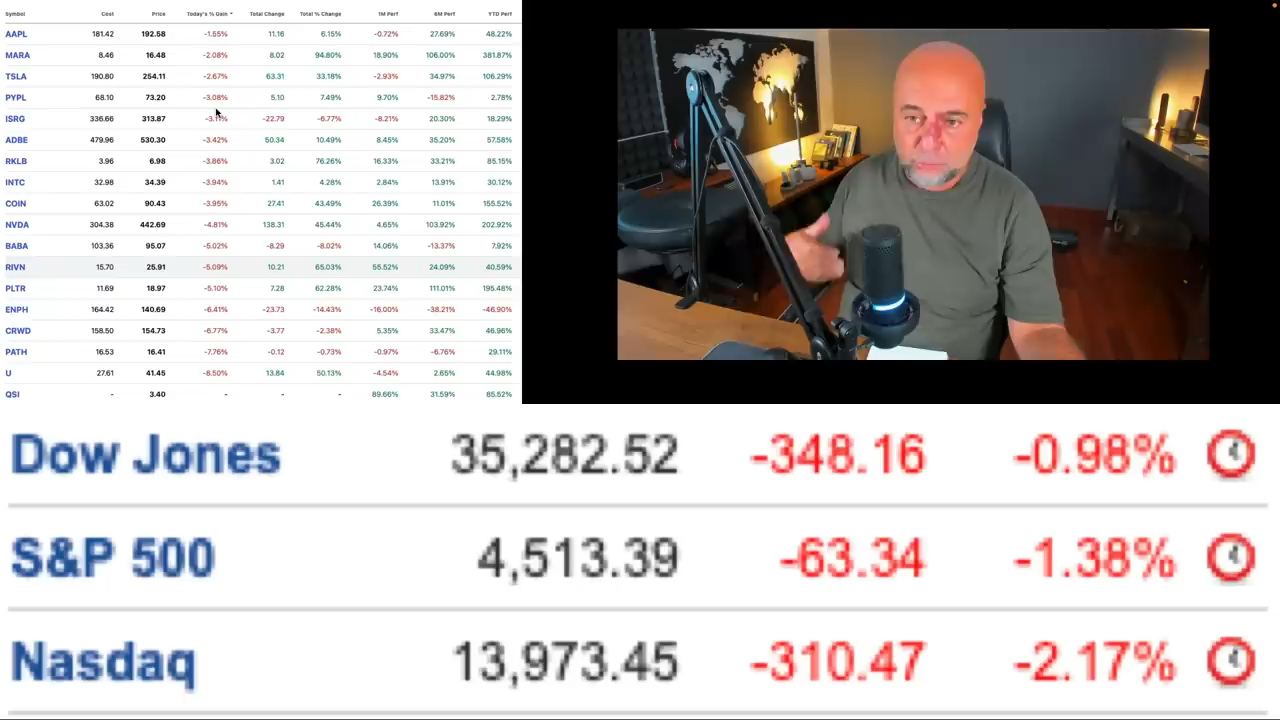 Symbol Cost Price Today's % Gain Total Change Total % Change 1M Perf 6M Perf YTD Perf
AAPL 181.42 192.58 -1.55% 11.16 6.15% -0.72% 27.69% 48.22%
MARA 8.46 16.48 -2.08% 8.02 94.80% 18.90% 106.00% 381.87%
TSLA 190.80 254.11 -2.67% 63.31 33.18% -2.93% 34.97% 106.29%
PYPL 68.10 73.20 -3.08% 5.10 7.49% 9.70% -15.82% 2.78%
ISRG 336.66 313.87 -22.79 -6.77% -8.21% 20.30% 18.29%
ADBE 479.96 530.30 -3.42% 50.34 10.49% 8.45% 35.20% 57.58%
RKLB 3.96 6.98 -3.86% 3.02 76.26% 16.33% 33.21% 85.15%
INTC 32.98 34.39 -3.94% 1.41 4.28% 2.84% 13.91% 30.12%
COIN 63.02 90.43 -3.95% 27.41 43.49% 26.39% 11.01% 155.52%
NVDA 304.38 442.69 -4.81% 138.31 45.44% 4.65% 103.92% 202.92%
BABA 103.36 95.07 -5.02% -8.29 -8.02% 14.06% -13.37% 7.92%
RIVN 15.70 25.91 -5.09% 10.21 65.03% 55.52% 24.09% 40.59%
PLTR 11.69 18.97 -5.10% 7.28 62.28% 23.74% 111.01% 195.48%
ENPH 164.42 140.69 -6.41% -23.73 -14.43% -16.00% -38.21% -46.90%
CRWD 158.50 154.73 -6.77% -3.77 -2.38% 5.35% 33.47% 46.96%
PATH 16.53 16.41 -7.76% -0.12 -0.73% -0.97% -6.76% 29.11%
U 27.61 41.45 -8.50% 13.84 50.13% -4.54% 2.65% 44.98%
QSI - 3.40 - - - 89.66% 31.59% 65.52%
Dow Jones 35,282.52 -348.16 -0.98%
S&P 500 4,513.39 -63.34 -1.38%
Nasdaq 13,973.45 -310.47 -2.17%